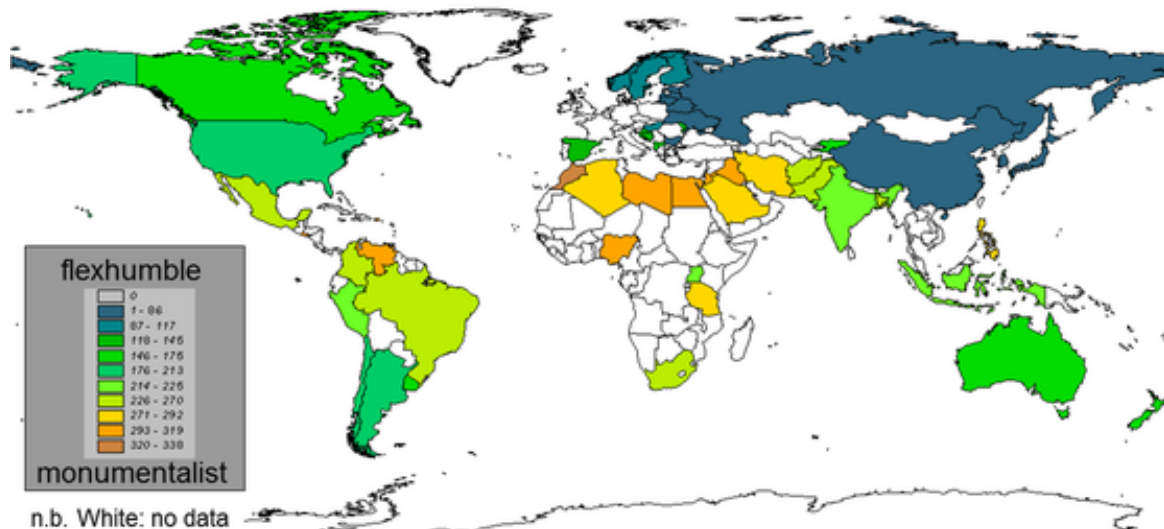 flexhumble
0
1 - 86
87 - 117
118 - 145
146 - 175
176 - 213
214 - 225
226 - 270
271 - 292
293 - 319
320 - 338
monumentalist
n.b. White: no data